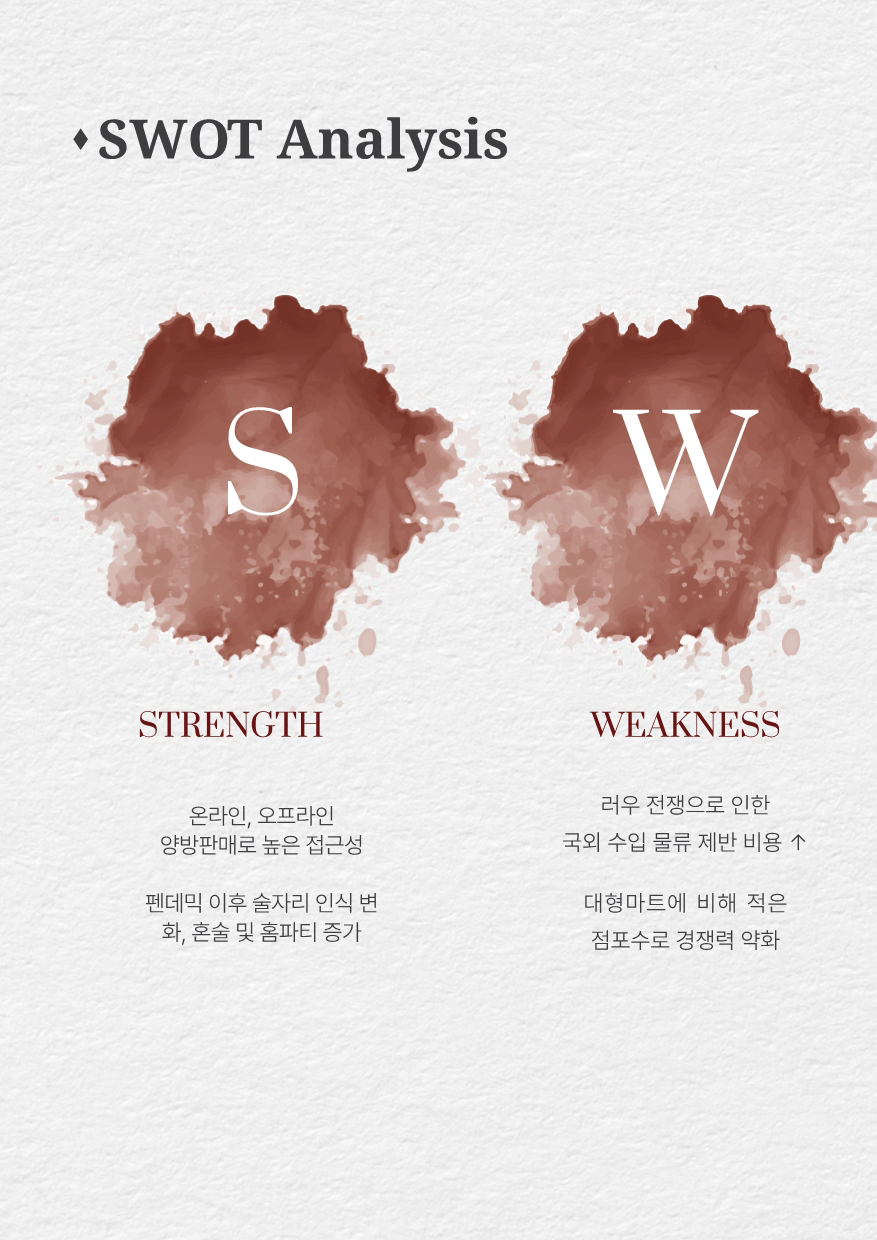 ♦ SWOT Analysis
S
STRENGTH
온라인, 오프라인
양방판매로 높은 접근성
펜데믹 이후 술자리 인식 변
화, 혼술 및 홈파티 증가
W
WEAKNESS
러우 전쟁으로 인한
국외 수입 물류 제반 비용 ↑
대형마트에 비해 적은
점포수로 경쟁력 약화